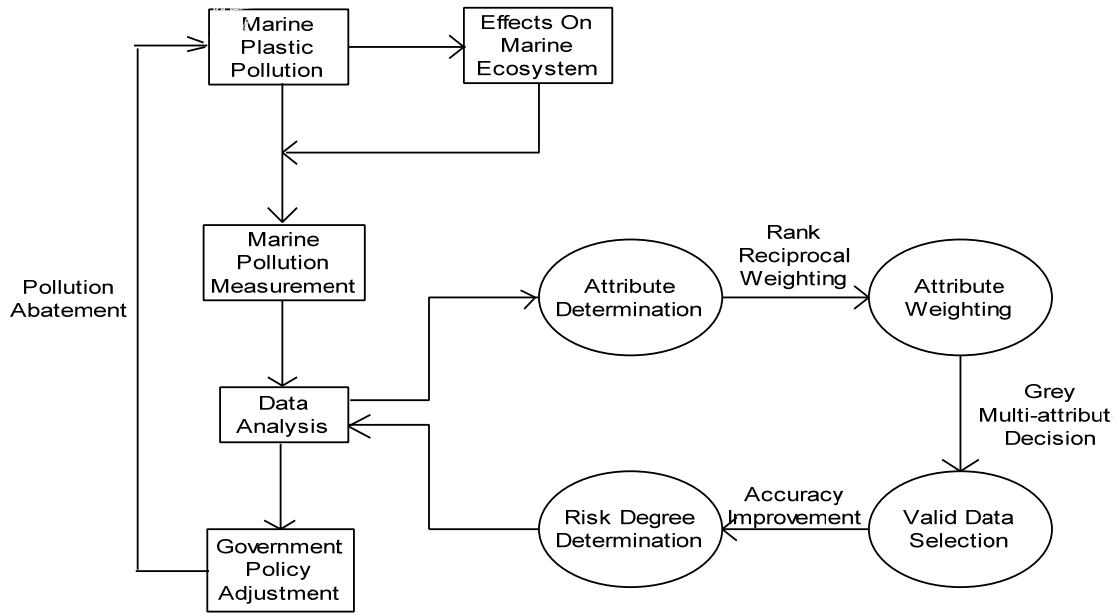 Marine
Plastic
Pollution
Effects On
Marine
Ecosystem
Marine
Pollution
Measurement
Pollution
Abatement
Data
Analysis
Government
Policy
Adjustment
Attribute
Determination
Rank
Reciprocal
Weighting
Attribute
Weighting
Grey
Multi-attribut
Decision
Valid Data
Selection
Accuracy
Improvement
Risk Degree
Determination